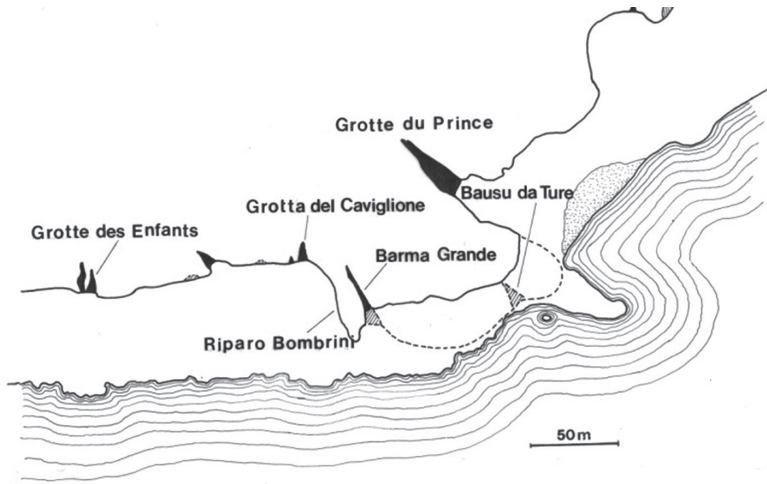 Grotte du Prince
Bausu da Ture
Grotta del Caviglione
Grotte des Enfants
Barma Grande
Riparo Bombrini
50m